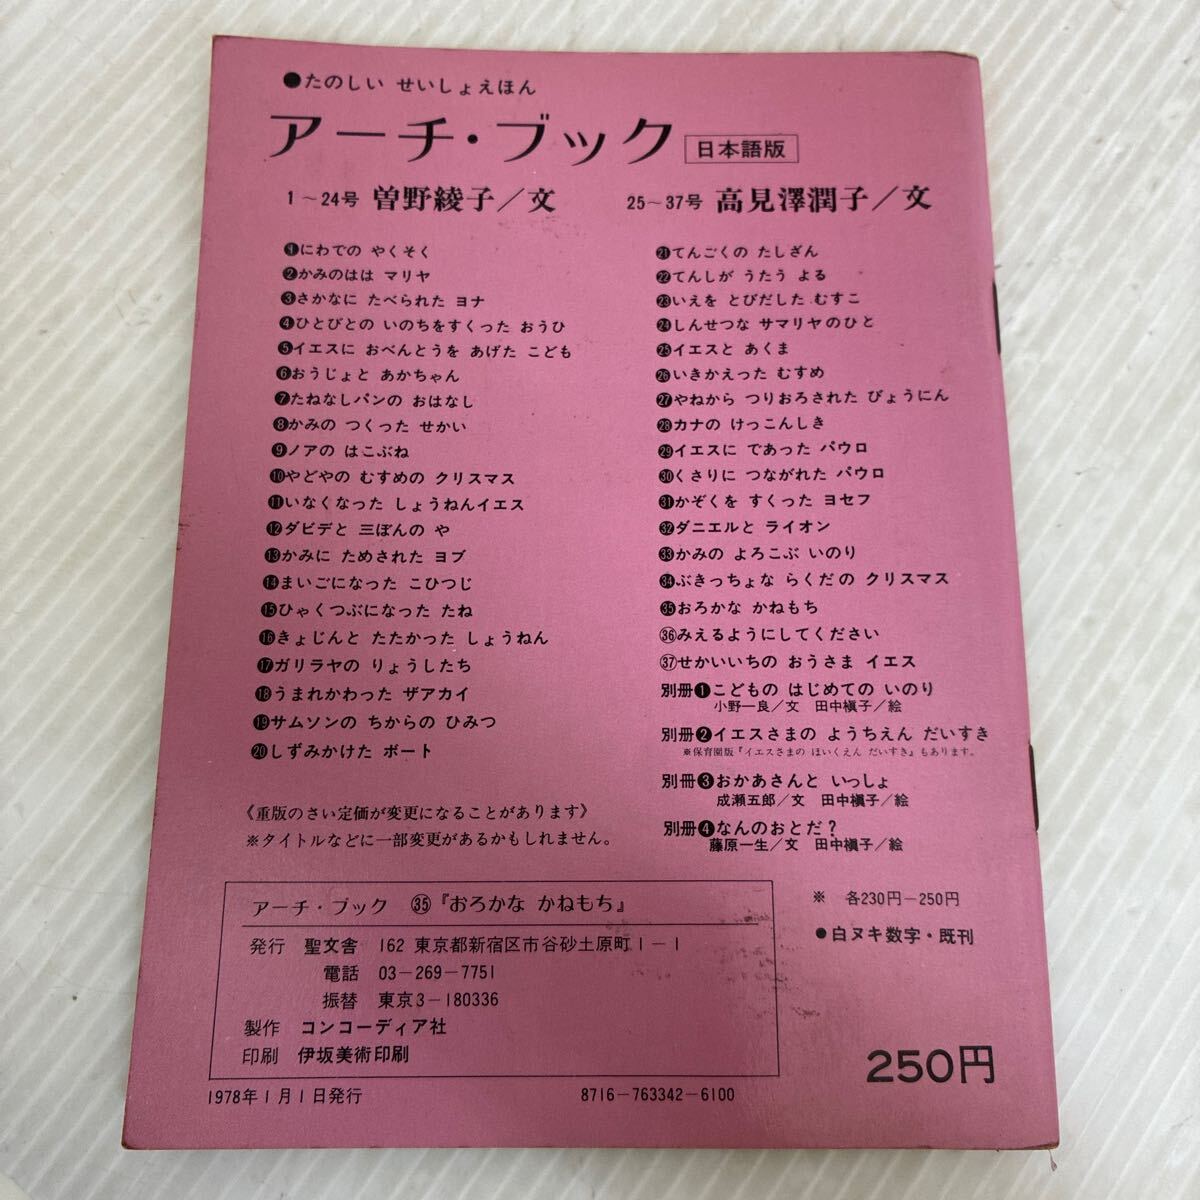 ●たのしい せいしょえほん
アーチ・ブック 日本語版
1～24号 曽野綾子／文
25～37号 高見澤潤子／文
❶にわでの やくそく
❷かみのはは マリヤ
❸さかなに たべられた ヨナ
❹ひとびとの いのちをすくった おうひ
❺イエスに おべんとうを あげた こども
❻おうじょと あかちゃん
❼たねなしパンの おはなし
❽かみの つくった せかい
❾ノアの はこぶね
❿やどやの むすめの クリスマス
⓫いなくなった しょうねんイエス
⓬ダビデと 三ぼんの や
⓭かみに ためされた ヨブ
⓮まいごになった こひつじ
⓯ひゃくつぶになった たね
⓰きょじんと たたかった しょうねん
⓱ガリラヤの りょうしたち
⓲うまれかわった ザアカイ
⓳サムソンの ちからの ひみつ
⓴しずみかけた ボート
㉑てんごくの たしざん
㉒てんしが うたう よる
㉓いえを とびだした むすこ
㉔しんせつな サマリヤのひと
㉕イエスと あくま
㉖いきかえった むすめ
㉗やねから つりおろされた びょうにん
㉘カナの けっこんしき
㉙イエスに であった パウロ
㉚くさりに つながれた パウロ
㉛かぞくを すくった ヨセフ
㉜ダニエルと ライオン
㉝かみの よろこぶ いのり
㉞ぶきっちょな らくだの クリスマス
㉟おろかな かねもち
㊱みえるようにしてください
㊲せかいいちの おうさま イエス
別冊❶こどもの はじめての いのり
小野一良／文 田中槇子／絵
別冊❷イエスさまの ようちえん だいすき
※保育園版『イエスさまの ほいくえん だいすき』もあります。
別冊❸おかあさんと いっしょ
成瀬五郎／文 田中槇子／絵
別冊❹なんのおとだ？
藤原一生／文 田中槇子／絵
《重版のさい定価が変更になることがあります》
※タイトルなどに一部変更があるかもしれません。
※ 各230円－250円
●白ヌキ数字・既刊
アーチ・ブック ㉟『おろかな かねもち』
発行 聖文舎 162 東京都新宿区市谷砂土原町1－1
電話 03－269－7751
振替 東京3－180336
製作 コンコーディア社
印刷 伊坂美術印刷
250円
1978年1月1日発行
8716－763342－6100